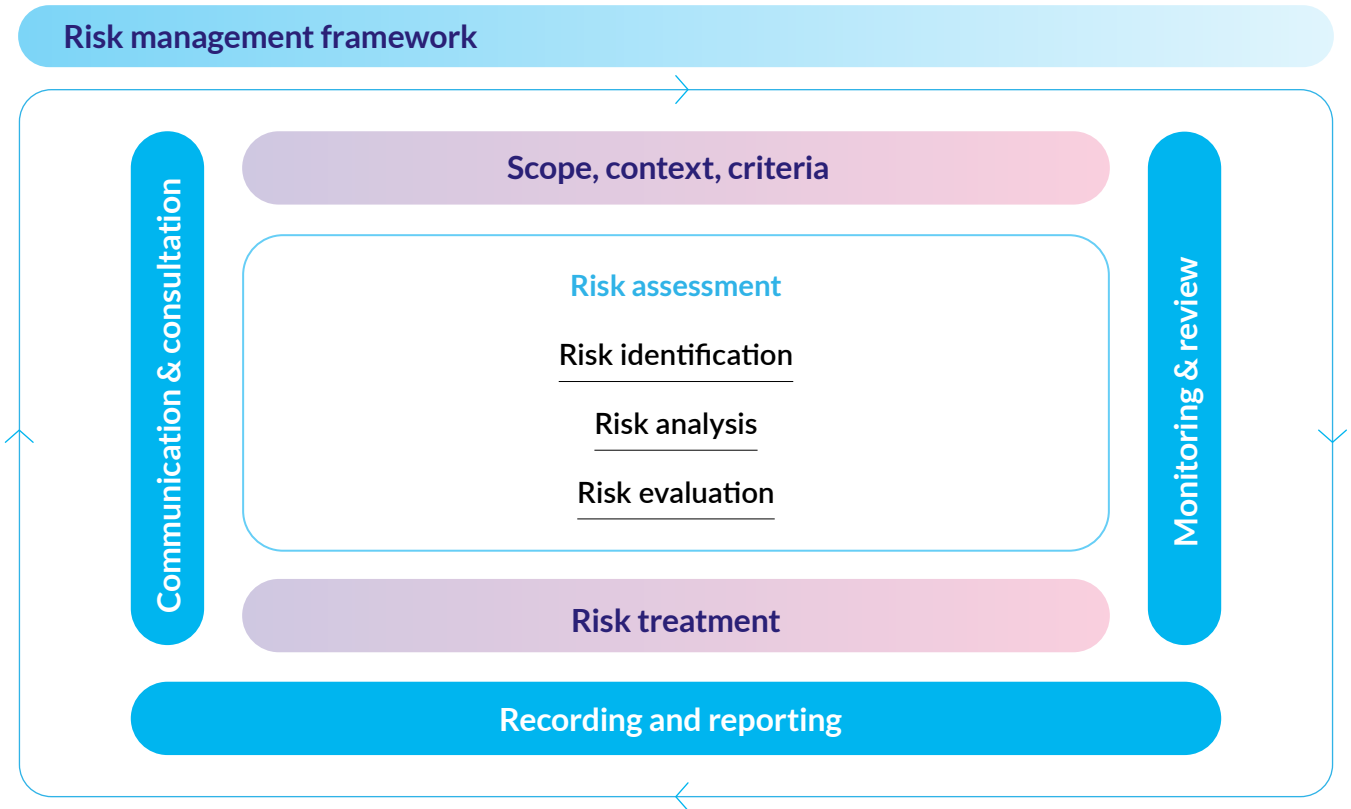 Risk management framework
Communication & consultation
Scope, context, criteria
Risk assessment
Risk identification
Risk analysis
Risk evaluation
Risk treatment
Monitoring & review
Recording and reporting